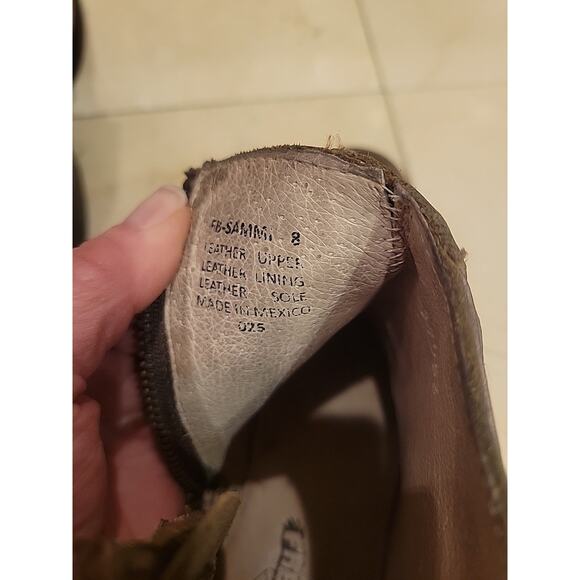 FB-SAMMI 8
LEATHER UPPER
LEATHER LINING
LEATHER SOLE
MADE IN MEXICO
025